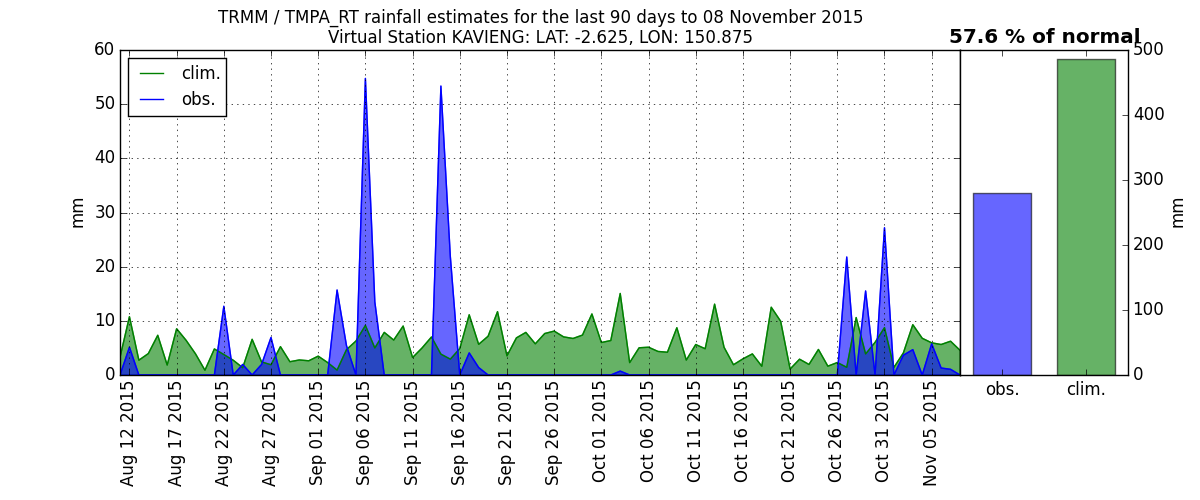 TRMM / TMPA_RT rainfall estimates for the last 90 days to 08 November 2015
Virtual Station KAVIENG: LAT: -2.625, LON: 150.875
57.6 % of normal
clim.
obs.
60
50
40
30
20
10
0
mm
500
400
300
200
100
0
mm
Aug 12 2015
Aug 17 2015
Aug 22 2015
Aug 27 2015
Sep 01 2015
Sep 06 2015
Sep 11 2015
Sep 16 2015
Sep 21 2015
Sep 26 2015
Oct 01 2015
Oct 06 2015
Oct 11 2015
Oct 16 2015
Oct 21 2015
Oct 26 2015
Oct 31 2015
Nov 05 2015
obs.
clim.